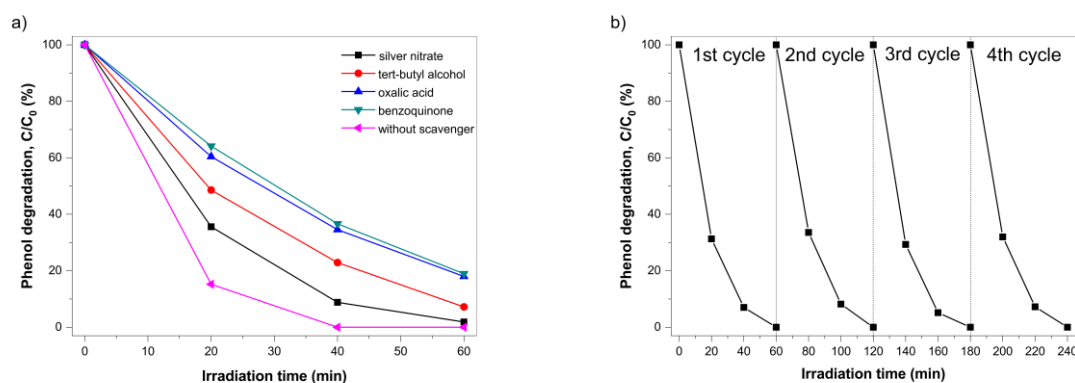 a)
Phenol degradation, C/C₀ (%)
100
80
60
40
20
0
silver nitrate
tert-butyl alcohol
oxalic acid
benzoquinone
without scavenger
0 20 40 60
Irradiation time (min)
b)
Phenol degradation, C/C₀ (%)
100
80
60
40
20
0
1st cycle 2nd cycle 3rd cycle 4th cycle
0 20 40 60 80 100 120 140 160 180 200 220 240
Irradiation time (min)